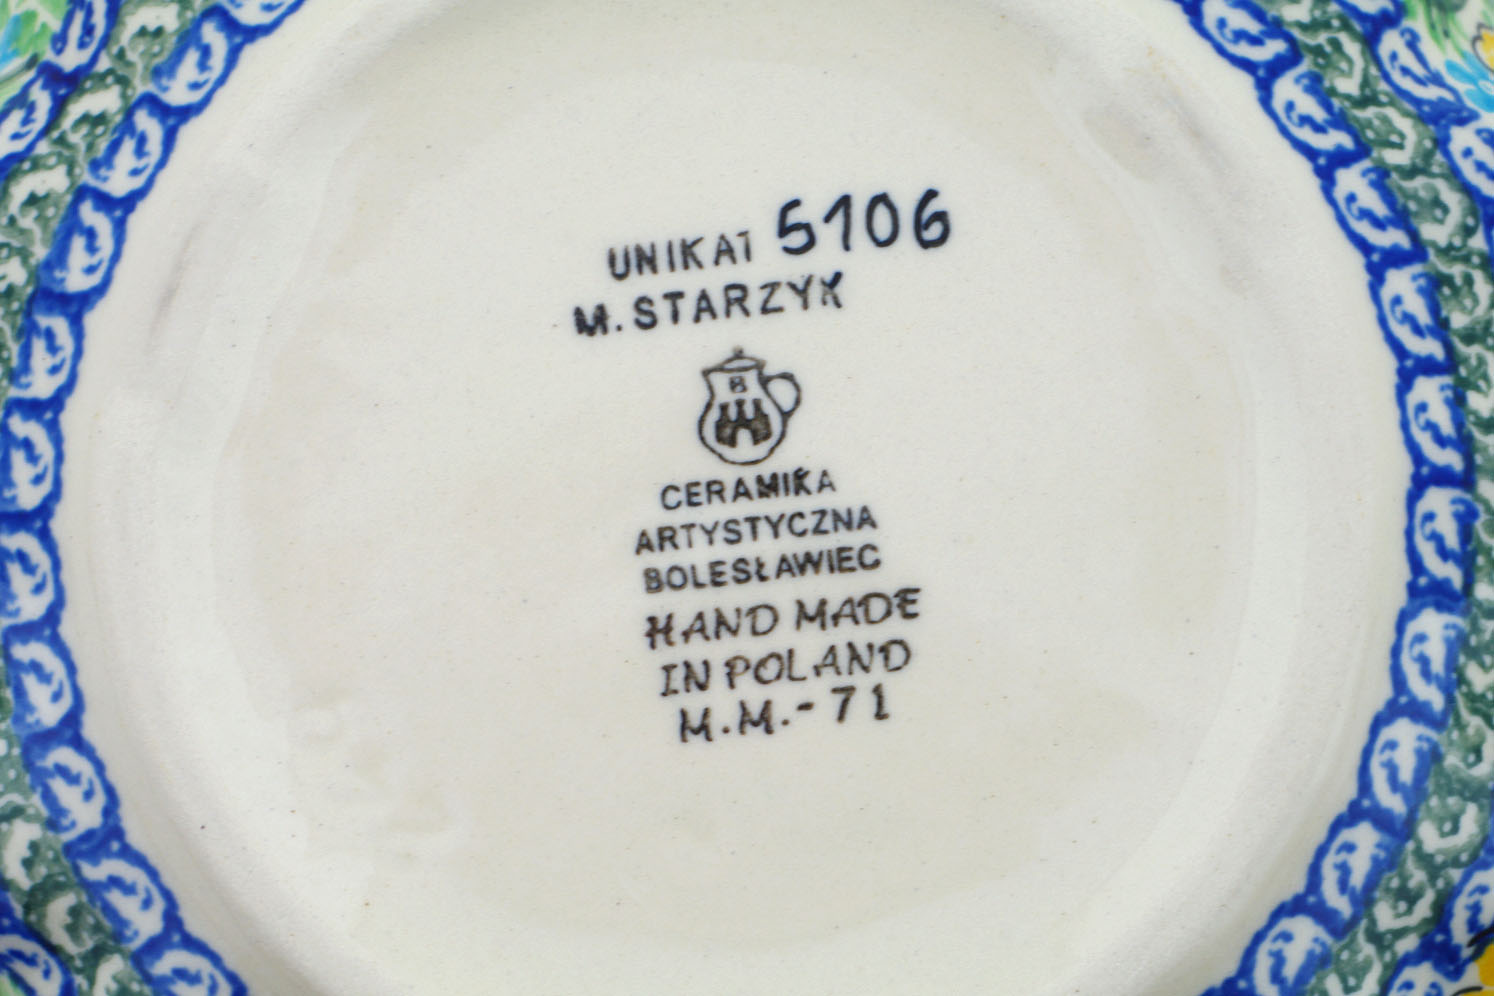 UNIKAT 5106
M. STARZYK
B
CERAMIKA
ARTYSTYCZNA
BOLESŁAWIEC
HAND MADE
IN POLAND
M.M.-71